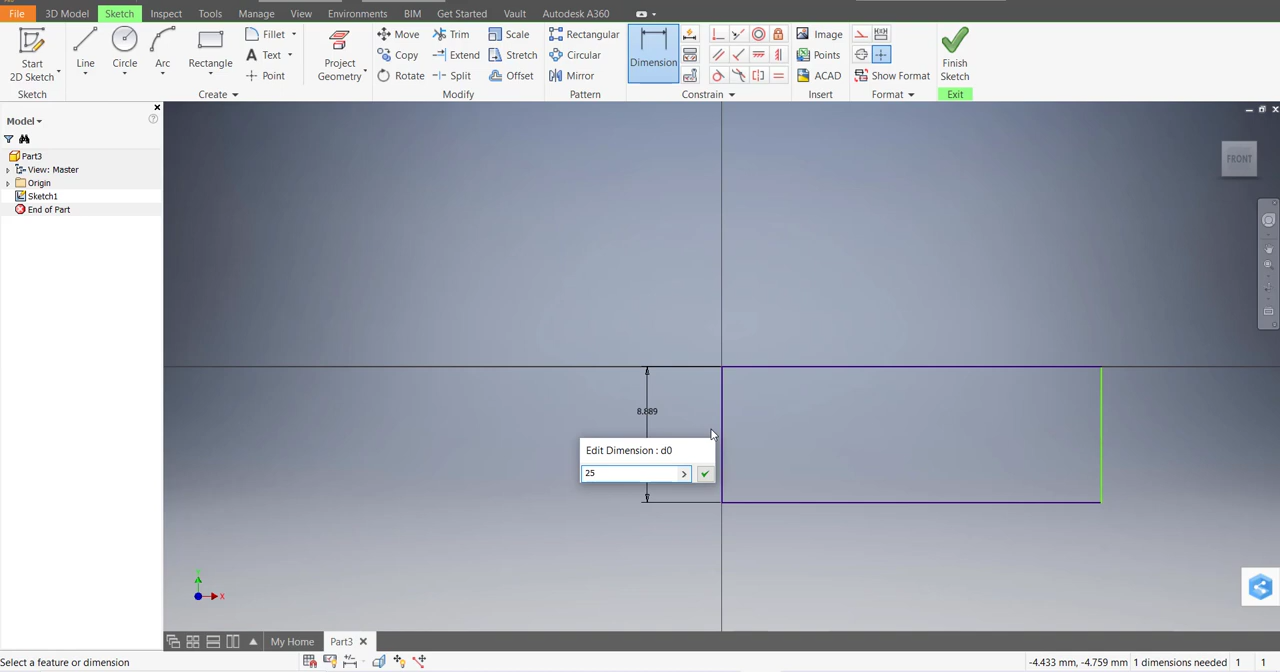 File 3D Model Sketch Inspect Tools Manage View Environments BIM Get Started Vault Autodesk A360
Start
2D Sketch
Line
Circle
Arc
Rectangle
Fillet
Text
Point
Project
Geometry
Move
Copy
Rotate
Trim
Extend
Split
Scale
Stretch
Offset
Rectangular
Circular
Mirror
Dimension
Image
Points
ACAD
Show Format
Finish
Sketch
Sketch Create Modify Pattern Constrain Insert Format Exit
Model
Part3
View: Master
Origin
Sketch1
End of Part
FRONT
8.889
Edit Dimension : d0
25
X
My Home Part3
Select a feature or dimension
-4.433 mm, -4.759 mm 1 dimensions needed 1 1